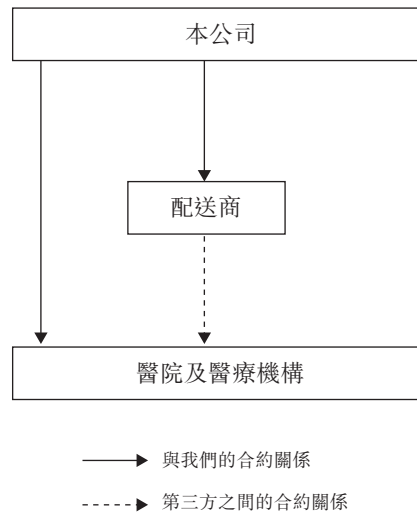 本公司
配送商
醫院及醫療機構
與我們的合約關係
第三方之間的合約關係